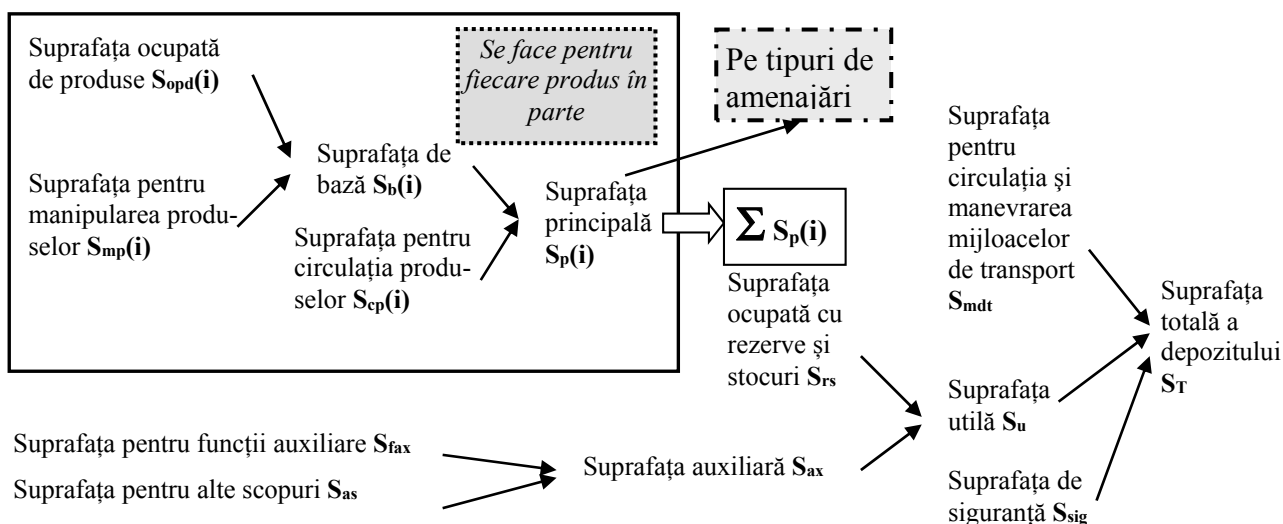 Suprafața ocupată
de produse Sopd(i)
Se face pentru
fiecare produs în
parte
Pe tipuri de
amenajări
Suprafața pentru
manipularea produ-
selor Smp(i)
Suprafața de
bază Sb(i)
Suprafața pentru
circulația produ-
selor Scp(i)
Suprafața
principală
Sp(i)
Σ Sp(i)
Suprafața
ocupată cu
rezerve și
stocuri Srs
Suprafața
pentru
circulația şi
manevrarea
mijloacelor
de transport
Smdt
Suprafața
totală a
depozitului
ST
Suprafața
utilă Su
Suprafața pentru funcții auxiliare Sfax
Suprafața pentru alte scopuri Sas
Suprafața auxiliară Sax
Suprafața de
siguranță Ssig